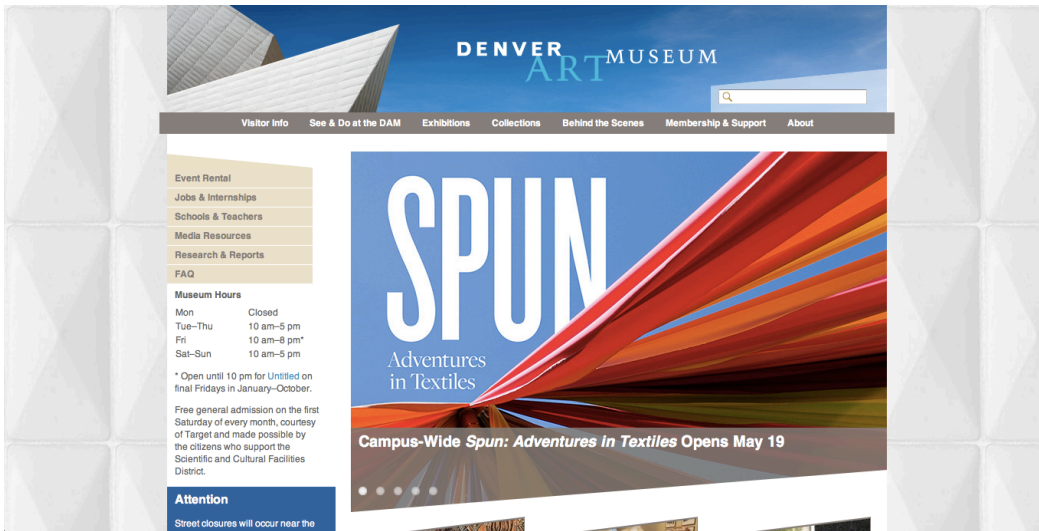 DENVER
ART MUSEUM
Visitor Info See & Do at the DAM Exhibitions Collections Behind the Scenes Membership & Support About
Event Rental
Jobs & Internships
Schools & Teachers
Media Resources
Research & Reports
FAQ
Museum Hours
Mon Closed
Tue–Thu 10 am–5 pm
Fri 10 am–8 pm*
Sat–Sun 10 am–5 pm
* Open until 10 pm for Untitled on
final Fridays in January–October.
Free general admission on the first
Saturday of every month, courtesy
of Target and made possible by
the citizens who support the
Scientific and Cultural Facilities
District.
Attention
Street closures will occur near the
SPUN
Adventures
in Textiles
Campus-Wide Spun: Adventures in Textiles Opens May 19